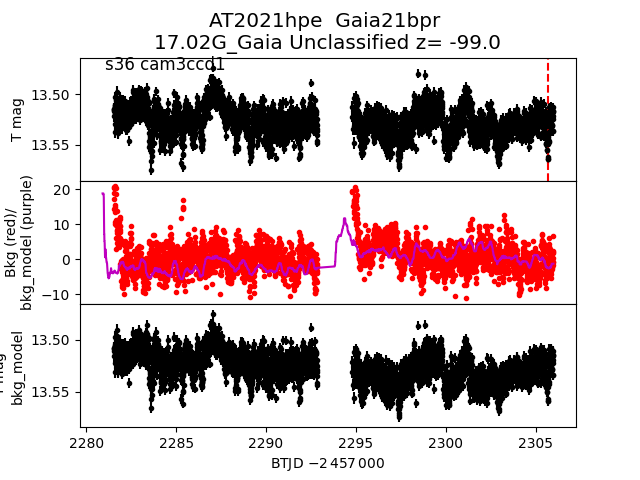 AT2021hpe  Gaia21bpr
17.02G_Gaia Unclassified z= -99.0
s36 cam3ccd1
T mag
13.50
13.55
Bkg (red)/
bkg_model (purple)
20
10
0
−10
bkg_model
13.50
13.55
2280 2285 2290 2295 2300 2305
BTJD −2 457 000